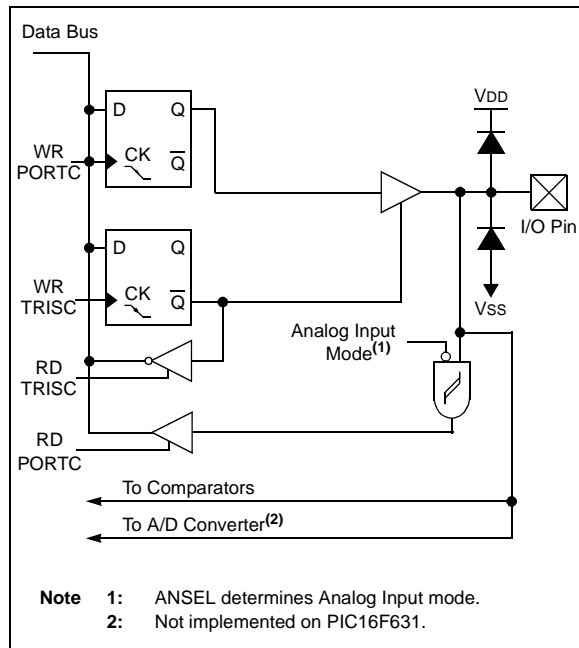 Data Bus
D Q
WR
PORTC
CK Q
VDD
I/O Pin
D Q
WR
TRISC
CK Q
VSS
Analog Input
Mode(1)
RD
TRISC
RD
PORTC
To Comparators
To A/D Converter(2)
Note 1: ANSEL determines Analog Input mode.
2: Not implemented on PIC16F631.